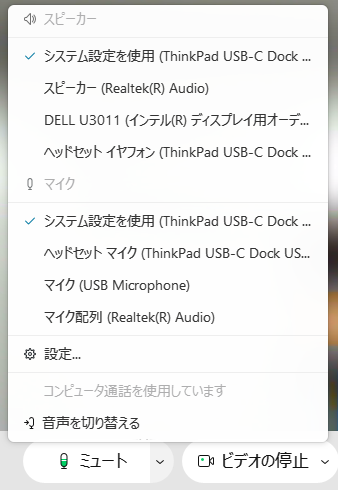 スピーカー
システム設定を使用 (ThinkPad USB-C Dock ...
スピーカー (Realtek(R) Audio)
DELL U3011 (インテル(R) ディスプレイ用オーデ...
ヘッドセット イヤフォン (ThinkPad USB-C Dock ...
マイク
システム設定を使用 (ThinkPad USB-C Dock ...
ヘッドセット マイク (ThinkPad USB-C Dock US...
マイク (USB Microphone)
マイク配列 (Realtek(R) Audio)
設定...
コンピュータ通話を使用しています
音声を切り替える
ミュート
ビデオの停止